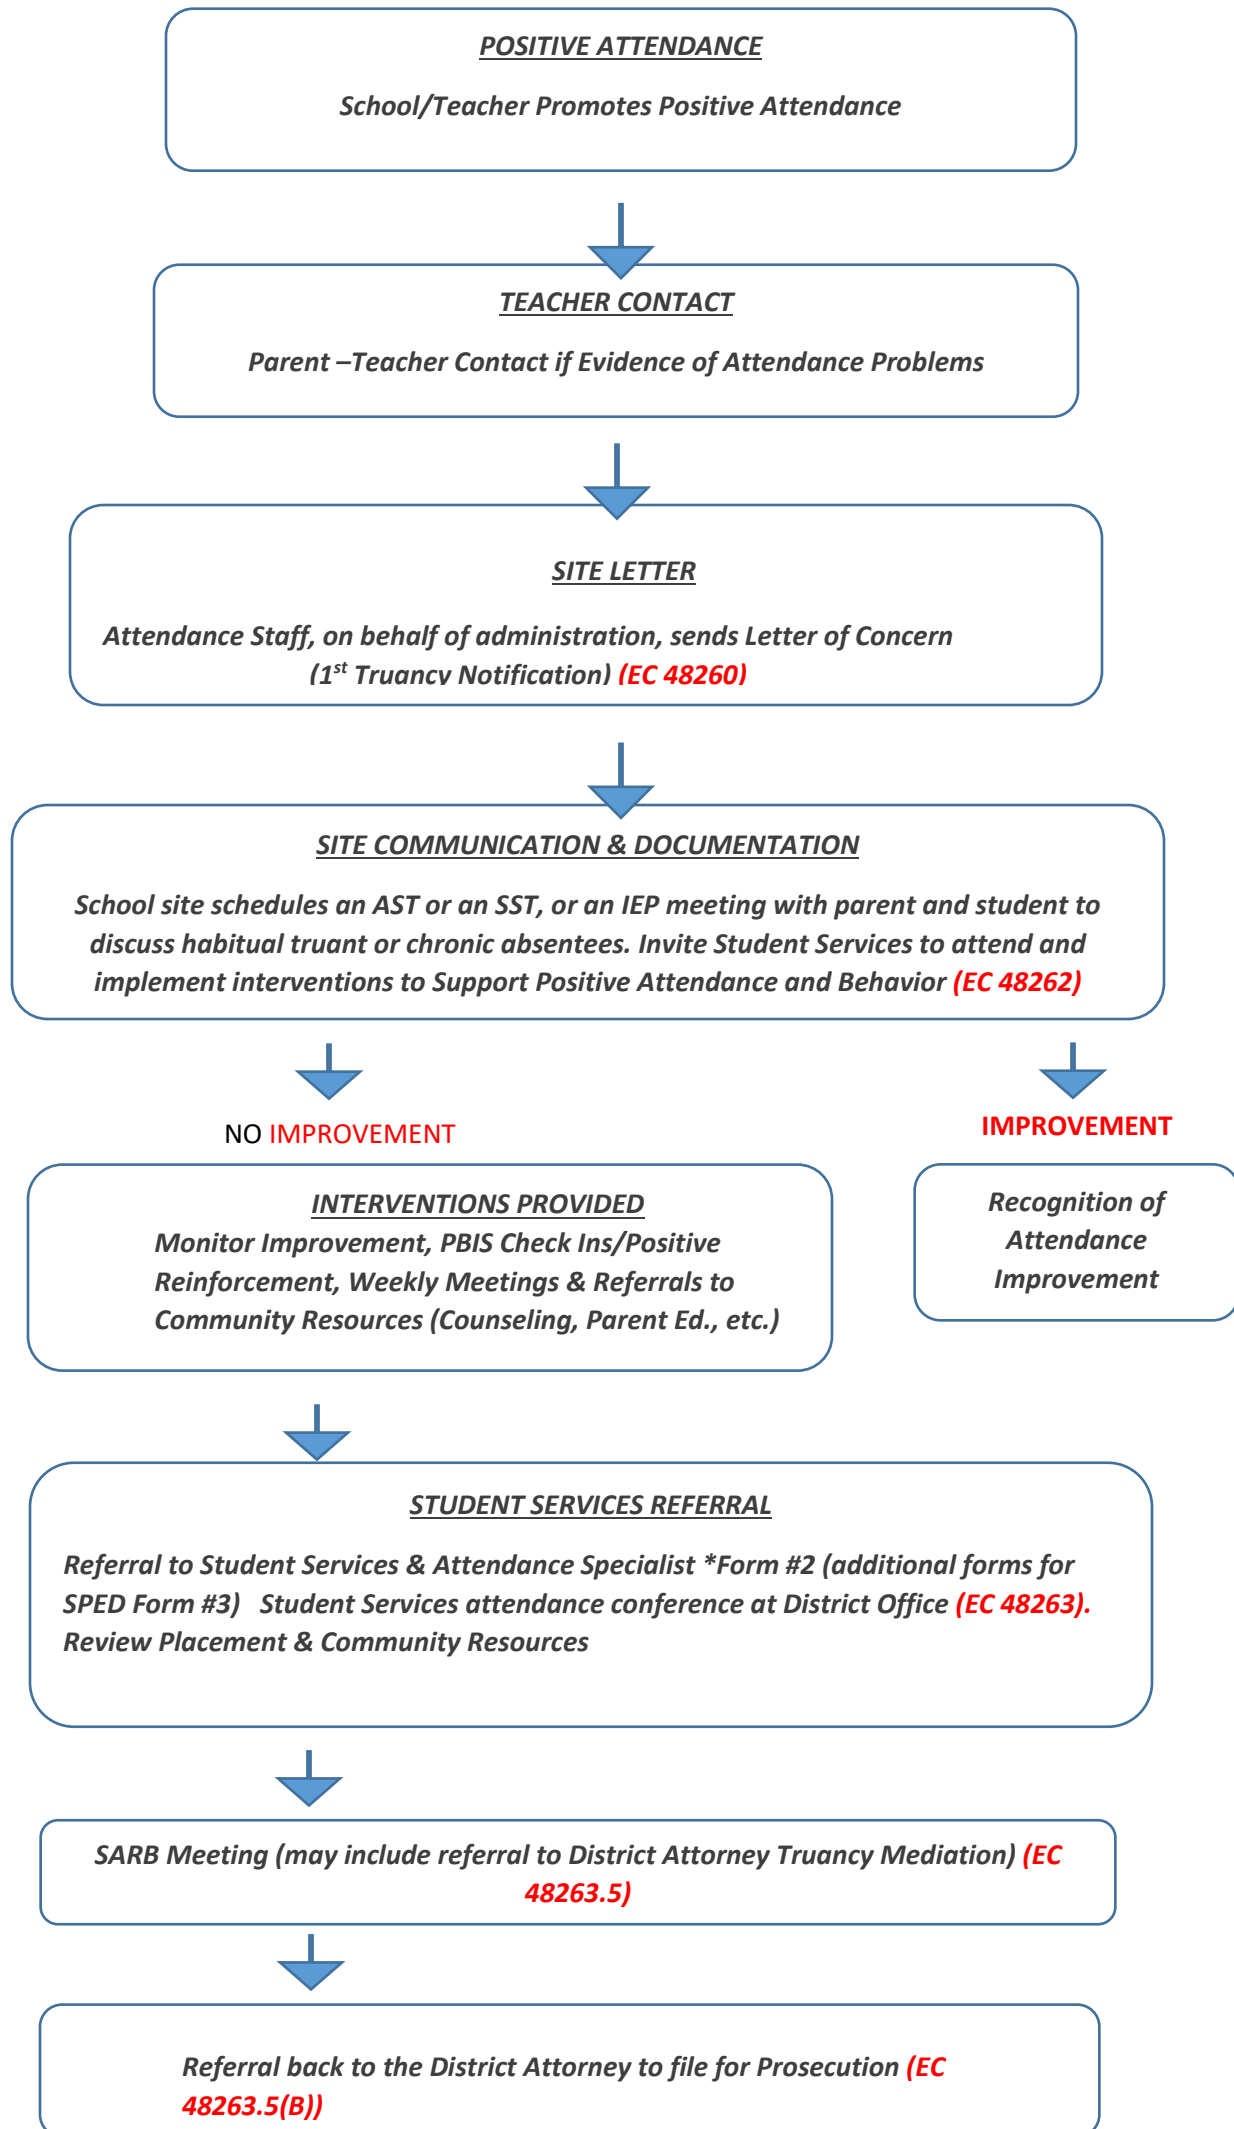 POSITIVE ATTENDANCE
School/Teacher Promotes Positive Attendance
TEACHER CONTACT
Parent –Teacher Contact if Evidence of Attendance Problems
SITE LETTER
Attendance Staff, on behalf of administration, sends Letter of Concern
(1st Truancy Notification) (EC 48260)
SITE COMMUNICATION & DOCUMENTATION
School site schedules an AST or an SST, or an IEP meeting with parent and student to
discuss habitual truant or chronic absentees. Invite Student Services to attend and
implement interventions to Support Positive Attendance and Behavior (EC 48262)
NO IMPROVEMENT
INTERVENTIONS PROVIDED
Monitor Improvement, PBIS Check Ins/Positive
Reinforcement, Weekly Meetings & Referrals to
Community Resources (Counseling, Parent Ed., etc.)
IMPROVEMENT
Recognition of
Attendance
Improvement
STUDENT SERVICES REFERRAL
Referral to Student Services & Attendance Specialist *Form #2 (additional forms for
SPED Form #3)   Student Services attendance conference at District Office (EC 48263).
Review Placement & Community Resources
SARB Meeting (may include referral to District Attorney Truancy Mediation) (EC
48263.5)
Referral back to the District Attorney to file for Prosecution (EC
48263.5(B))